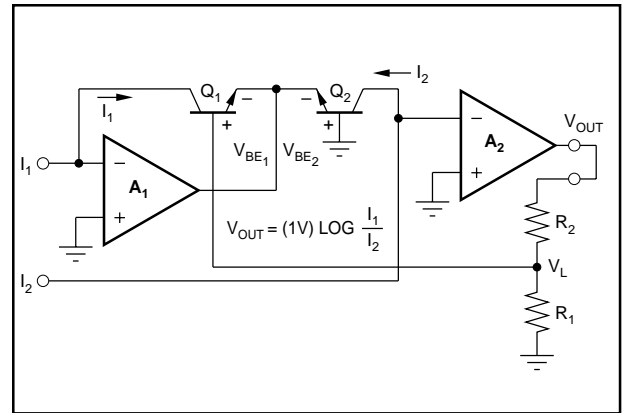 Q1
Q2
I2
I1
−
−
+
+
VBE1
VBE2
I1
−
A1
+
−
A2
+
VOUT
VOUT = (1V) LOG I1
I2
R2
VL
I2
R1